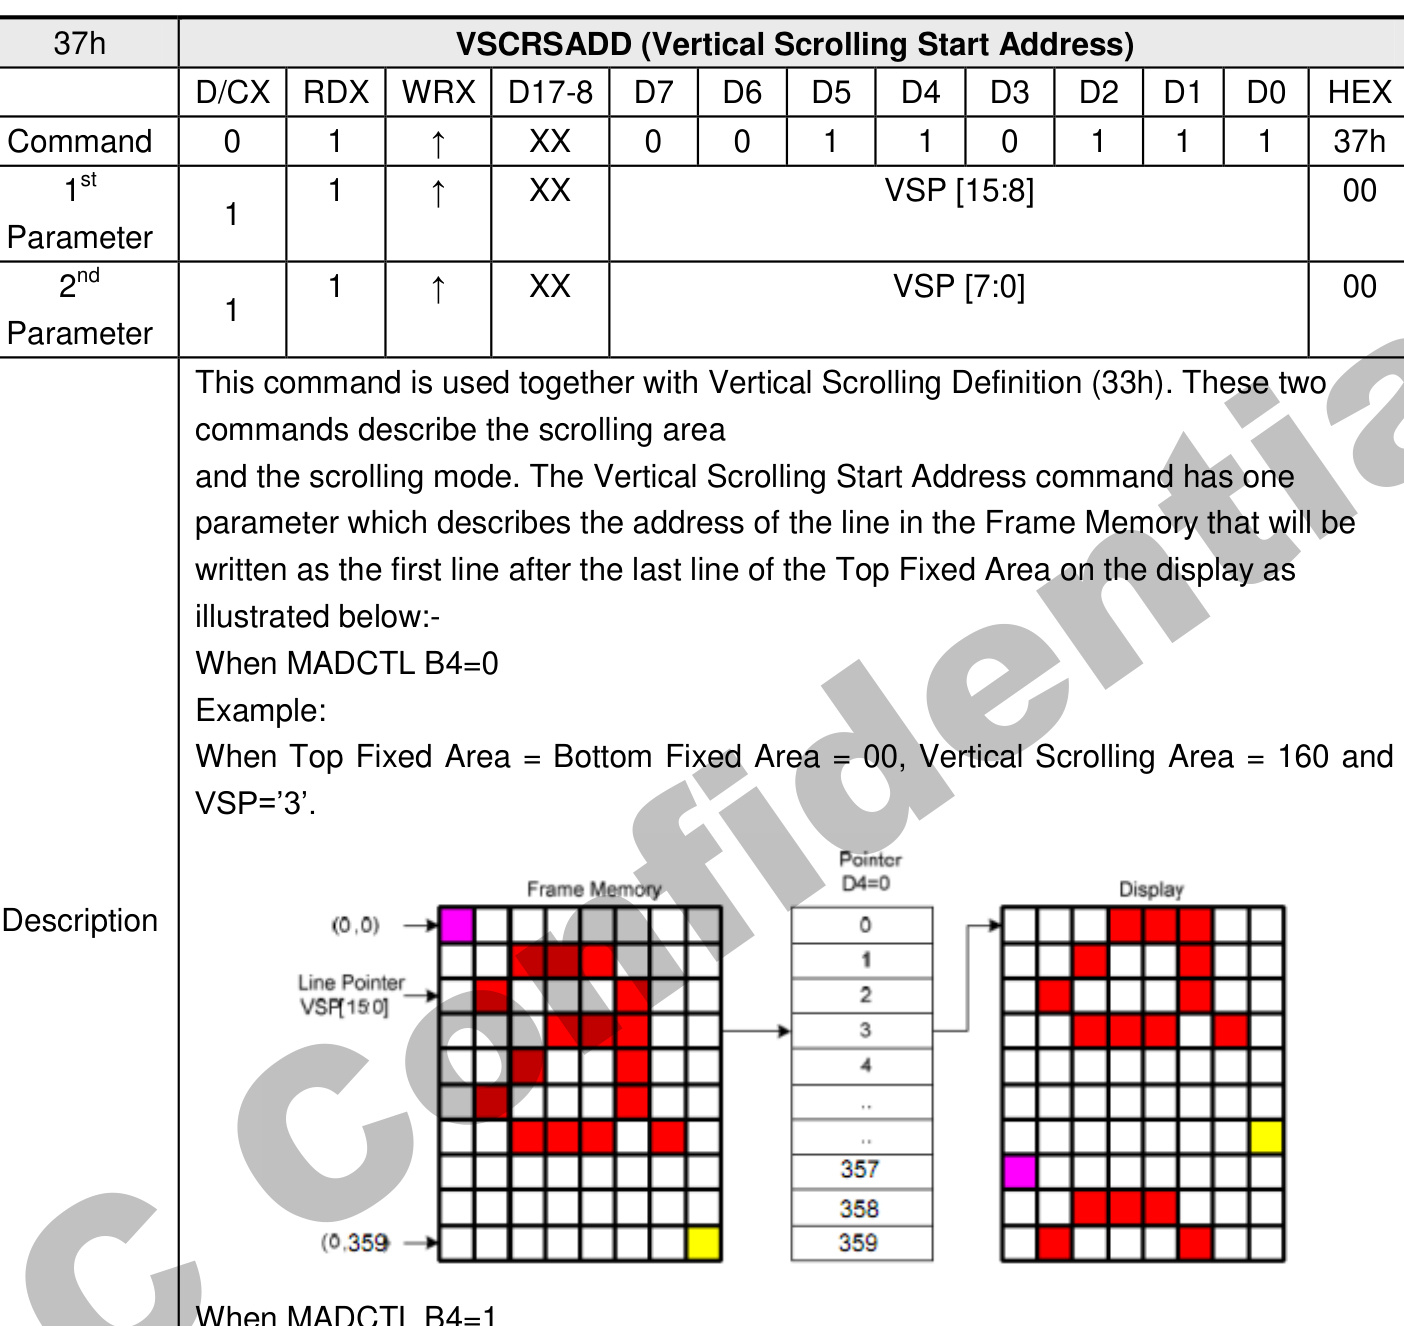 37h VSCRSADD (Vertical Scrolling Start Address)
D/CX RDX WRX D17-8 D7 D6 D5 D4 D3 D2 D1 D0 HEX
Command 0 1 ↑ XX 0 0 1 1 0 1 1 1 37h
1st Parameter 1 1 ↑ XX VSP [15:8] 00
2nd Parameter 1 1 ↑ XX VSP [7:0] 00
Description
This command is used together with Vertical Scrolling Definition (33h). These two
commands describe the scrolling area
and the scrolling mode. The Vertical Scrolling Start Address command has one
parameter which describes the address of the line in the Frame Memory that will be
written as the first line after the last line of the Top Fixed Area on the display as
illustrated below:-
When MADCTL B4=0
Example:
When Top Fixed Area = Bottom Fixed Area = 00, Vertical Scrolling Area = 160 and
VSP='3'.
Frame Memory
(0,0)
Line Pointer
VSP[15:0]
(0,359
Pointer
D4=0
0
1
2
3
4
..
..
357
358
359
Display
When MADCTL B4=1
C Confidentia